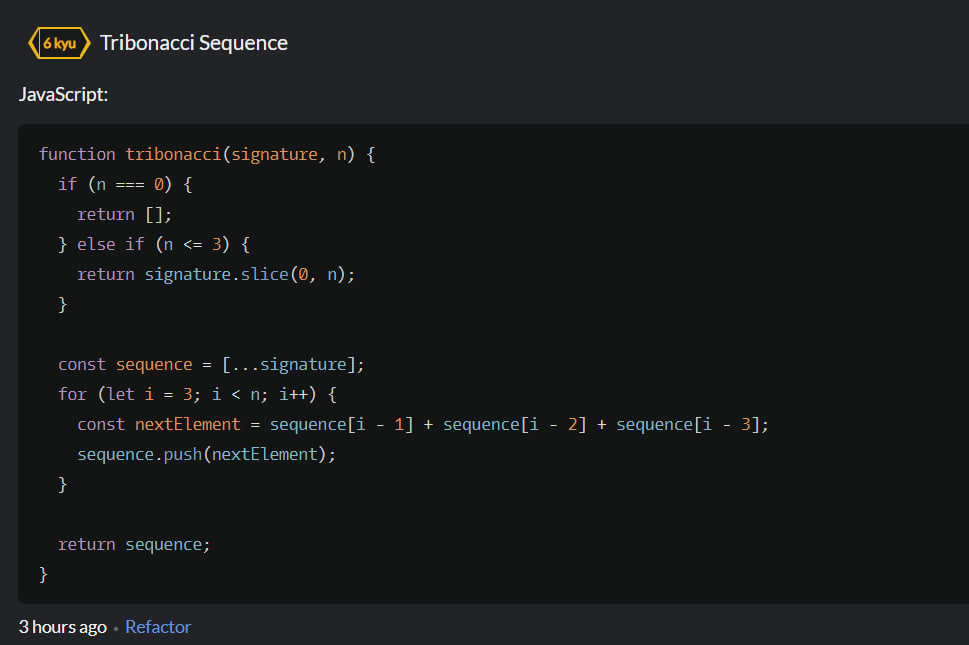 6 kyu Tribonacci Sequence
JavaScript:
function tribonacci(signature, n) {
  if (n === 0) {
    return [];
  } else if (n <= 3) {
    return signature.slice(0, n);
  }

  const sequence = [...signature];
  for (let i = 3; i < n; i++) {
    const nextElement = sequence[i - 1] + sequence[i - 2] + sequence[i - 3];
    sequence.push(nextElement);
  }

  return sequence;
}
3 hours ago • Refactor